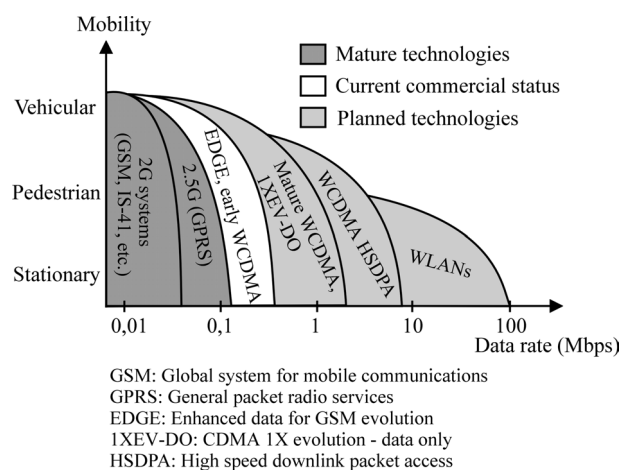 Mobility
Mature technologies
Current commercial status
Planned technologies
Vehicular
Pedestrian
Stationary
2G systems
(GSM, IS-41, etc.)
2.5G (GPRS)
EDGE, early WCDMA
Mature WCDMA,
1XEV-DO
WCDMA HSDPA
WLANs
0,01 0,1 1 10 100
Data rate (Mbps)
GSM: Global system for mobile communications
GPRS: General packet radio services
EDGE: Enhanced data for GSM evolution
1XEV-DO: CDMA 1X evolution - data only
HSDPA: High speed downlink packet access